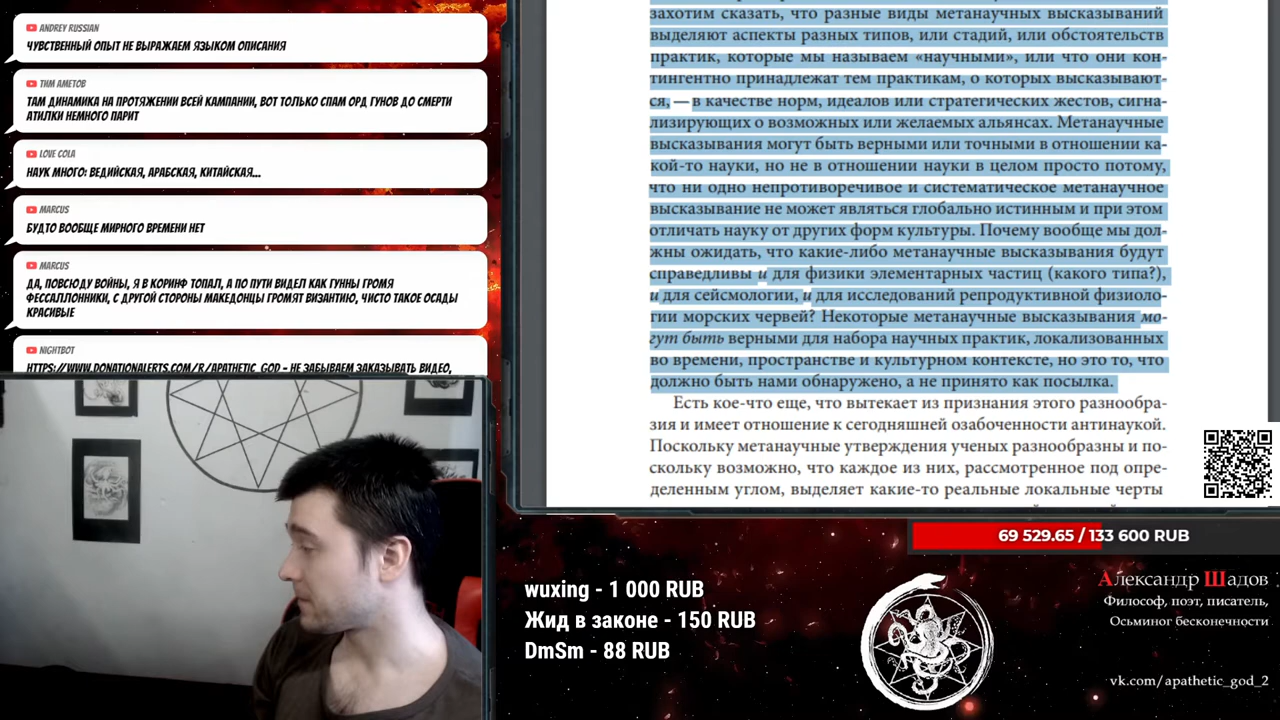 ANDREY RUSSIAN
ЧУВСТВЕННЫЙ ОПЫТ НЕ ВЫРАЖАЕМ ЯЗЫКОМ ОПИСАНИЯ
ТИМ АМЕТОВ
ТАМ ДИНАМИКА НА ПРОТЯЖЕНИИ ВСЕЙ КАМПАНИИ, ВОТ ТОЛЬКО СПАМ ОРД ГУНОВ ДО СМЕРТИ
АТИЛКИ НЕМНОГО ПАРИТ
LOVE COLA
НАУК МНОГО: ВЕДИЙСКАЯ, АРАБСКАЯ, КИТАЙСКАЯ...
MARCUS
БУДТО ВООБЩЕ МИРНОГО ВРЕМЕНИ НЕТ
MARCUS
ДА, ПОВСЮДУ ВОЙНЫ, Я В КОРИНФ ТОПАЛ, А ПО ПУТИ ВИДЕЛ КАК ГУННЫ ГРОМЯ
ФЕССАЛЛОННИКИ, С ДРУГОЙ СТОРОНЫ МАКЕДОНЦЫ ГРОМЯТ ВИЗАНТИЮ, ЧИСТО ТАКОЕ ОСАДЫ
КРАСИВЫЕ
NIGHTBOT
HTTPS://WWW.DONATIONALERTS.COM/R/APATHETIC_GOD - НЕ ЗАБЫВАЕМ ЗАКАЗЫВАТЬ ВИДЕО,
захотим сказать, что разные виды метанаучных высказываний
выделяют аспекты разных типов, или стадий, или обстоятельств
практик, которые мы называем «научными», или что они кон-
тингентно принадлежат тем практикам, о которых высказывают-
ся, — в качестве норм, идеалов или стратегических жестов, сигна-
лизирующих о возможных или желаемых альянсах. Метанаучные
высказывания могут быть верными или точными в отношении ка-
кой-то науки, но не в отношении науки в целом просто потому,
что ни одно непротиворечивое и систематическое метанаучное
высказывание не может являться глобально истинным и при этом
отличать науку от других форм культуры. Почему вообще мы дол-
жны ожидать, что какие-либо метанаучные высказывания будут
справедливы и для физики элементарных частиц (какого типа?),
и для сейсмологии, и для исследований репродуктивной физиоло-
гии морских червей? Некоторые метанаучные высказывания мо-
гут быть верными для набора научных практик, локализованных
во времени, пространстве и культурном контексте, но это то, что
должно быть нами обнаружено, а не принято как посылка.
Есть кое-что еще, что вытекает из признания этого разнообра-
зия и имеет отношение к сегодняшней озабоченности антинаукой.
Поскольку метанаучные утверждения ученых разнообразны и по-
скольку возможно, что каждое из них, рассмотренное под опре-
деленным углом, выделяет какие-то реальные локальные черты
69 529.65 / 133 600 RUB
wuxing - 1 000 RUB
Жид в законе - 150 RUB
DmSm - 88 RUB
Александр Шадов
Философ, поэт, писатель,
Осьминог бесконечности
vk.com/apathetic_god_2